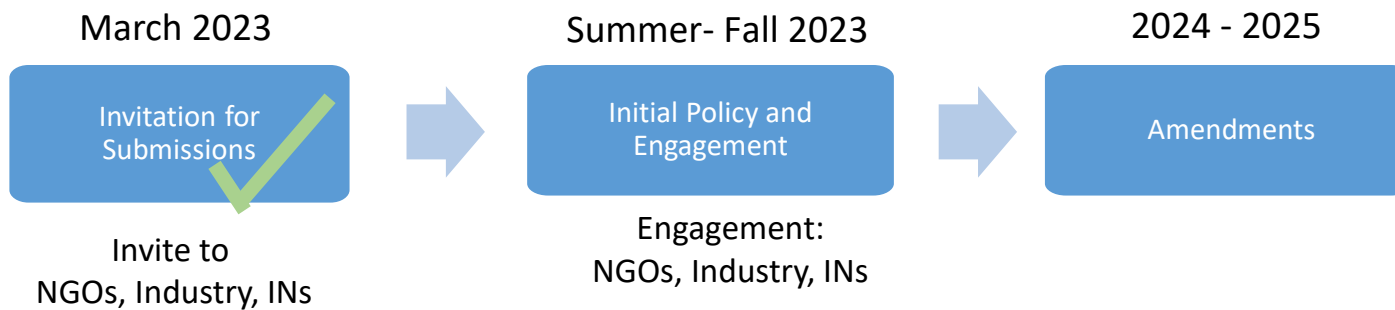 March 2023
Invitation for
Submissions
Invite to
NGOs, Industry, INs
Summer- Fall 2023
Initial Policy and
Engagement
Engagement:
NGOs, Industry, INs
2024 - 2025
Amendments